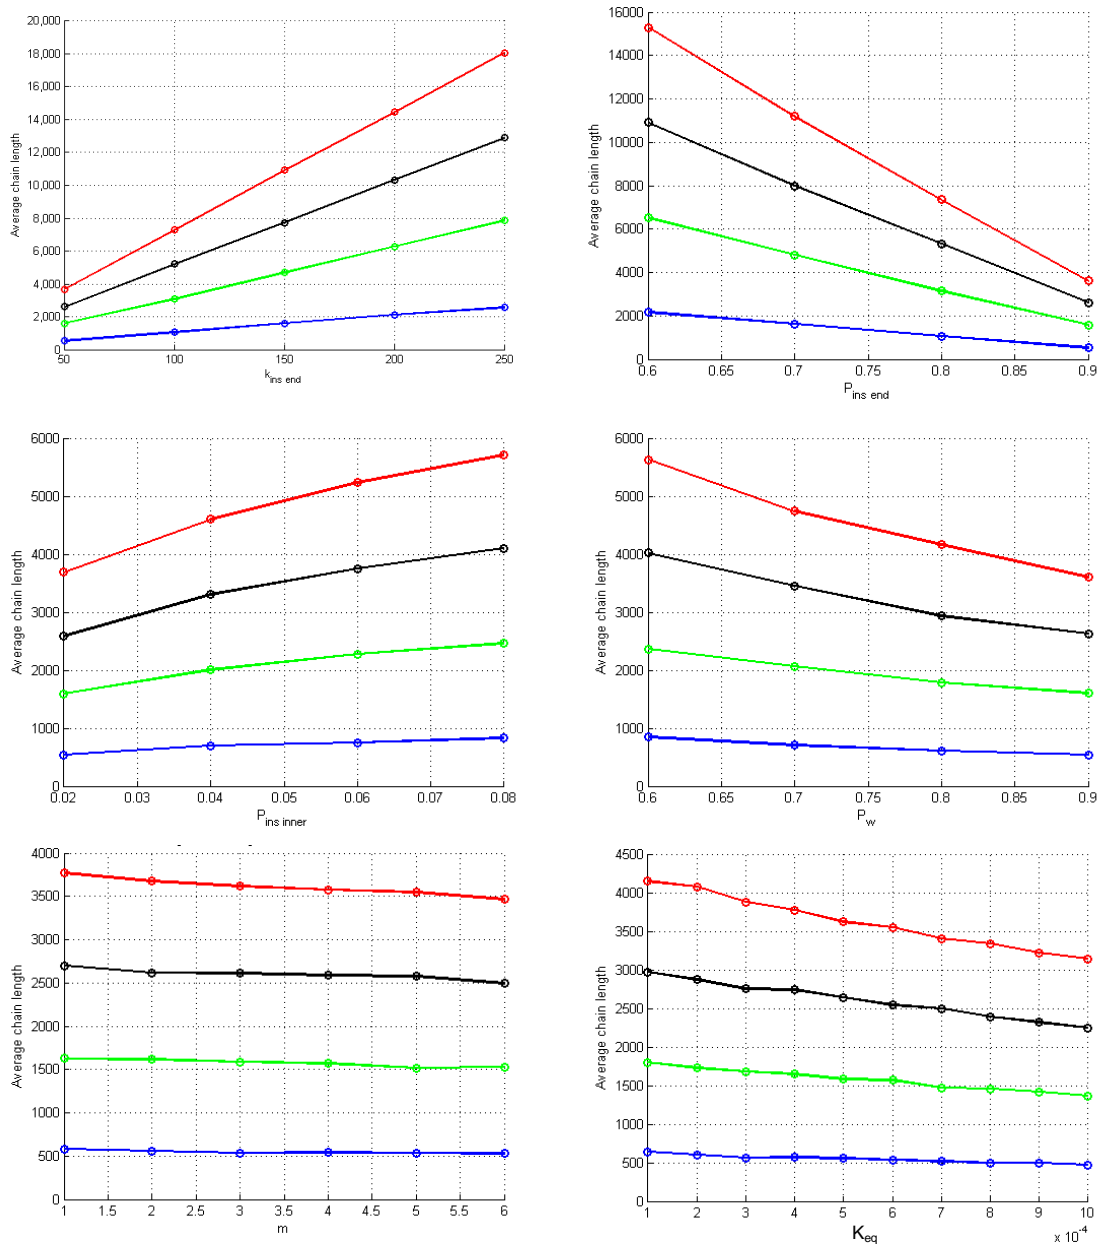 20,000
18,000
16,000
14,000
12,000
10,000
8,000
6,000
4,000
2,000
0
Average chain length
50 100 150 200 250
k_ins end
16000
14000
12000
10000
8000
6000
4000
2000
0
Average chain length
0.6 0.65 0.7 0.75 0.8 0.85 0.9
P_ins end
6000
5000
4000
3000
2000
1000
0
Average chain length
0.02 0.03 0.04 0.05 0.06 0.07 0.08
P_ins inner
6000
5000
4000
3000
2000
1000
0
Average chain length
0.6 0.65 0.7 0.75 0.8 0.85 0.9
P_w
4000
3500
3000
2500
2000
1500
1000
500
0
Average chain length
1 1.5 2 2.5 3 3.5 4 4.5 5 5.5 6
m
4500
4000
3500
3000
2500
2000
1500
1000
500
0
Average chain length
1 2 3 4 5 6 7 8 9 10
K_eq
x 10^-4